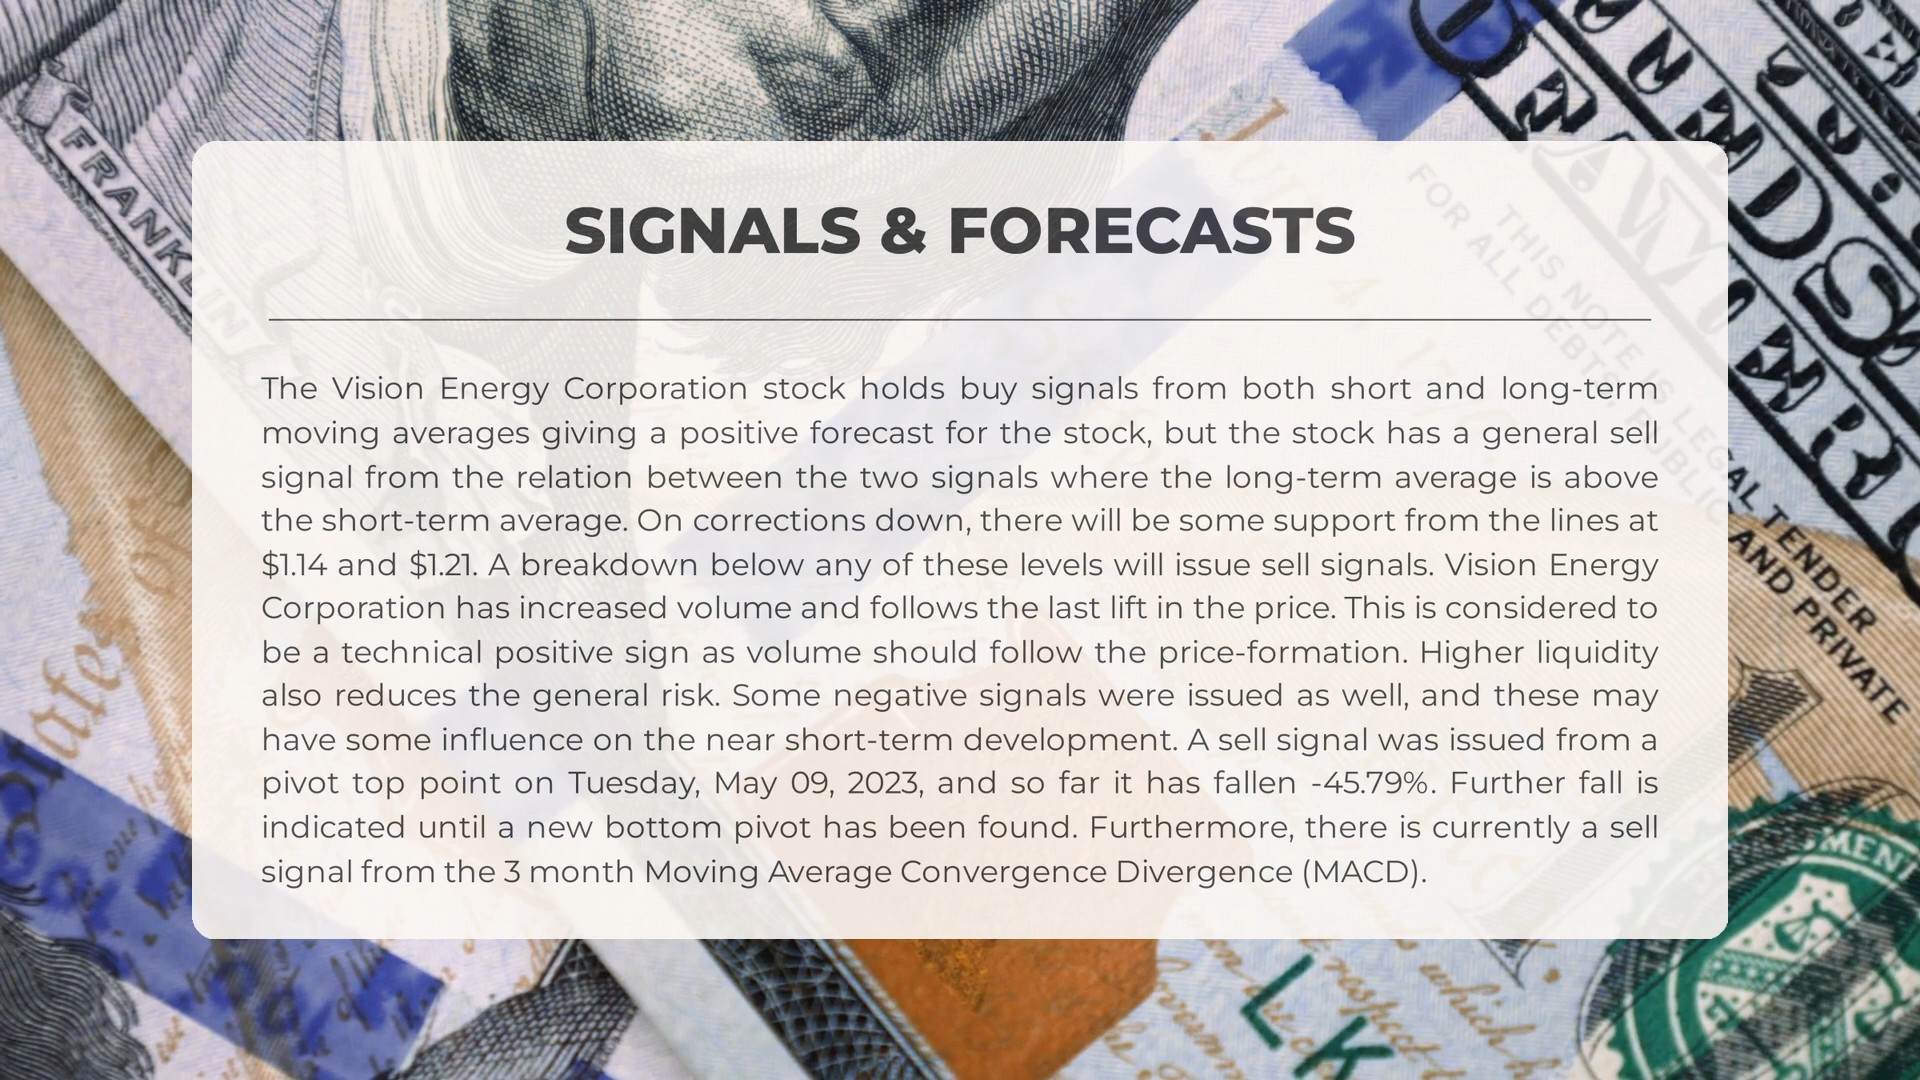 SIGNALS & FORECASTS
The Vision Energy Corporation stock holds buy signals from both short and long-term
moving averages giving a positive forecast for the stock, but the stock has a general sell
signal from the relation between the two signals where the long-term average is above
the short-term average. On corrections down, there will be some support from the lines at
$1.14 and $1.21. A breakdown below any of these levels will issue sell signals. Vision Energy
Corporation has increased volume and follows the last lift in the price. This is considered to
be a technical positive sign as volume should follow the price-formation. Higher liquidity
also reduces the general risk. Some negative signals were issued as well, and these may
have some influence on the near short-term development. A sell signal was issued from a
pivot top point on Tuesday, May 09, 2023, and so far it has fallen -45.79%. Further fall is
indicated until a new bottom pivot has been found. Furthermore, there is currently a sell
signal from the 3 month Moving Average Convergence Divergence (MACD).
FRANKLIN
THIS NOTE IS LEGAL TENDER
FOR ALL DEBTS, PUBLIC AND PRIVATE
LK